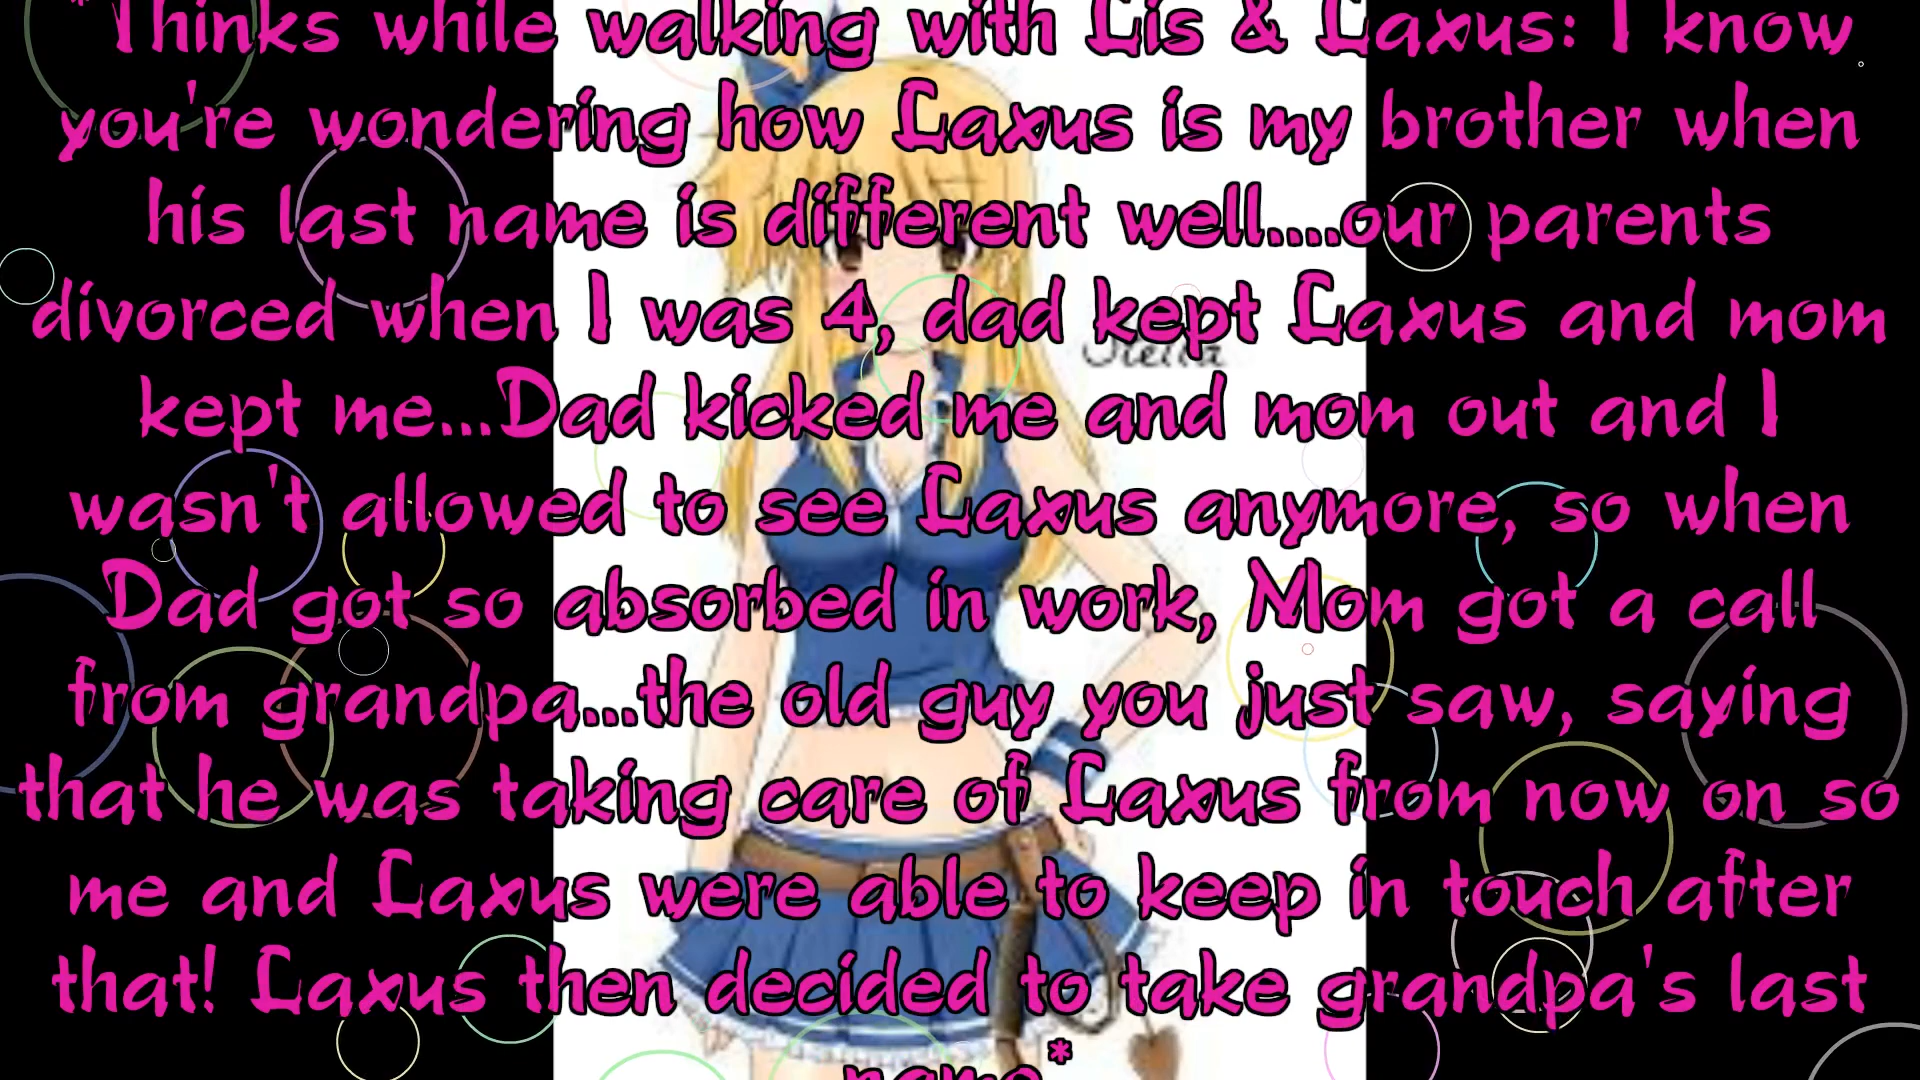 *Thinks while walking with Lis & Laxus: I know
you're wondering how Laxus is my brother when
his last name is different well....our parents
divorced when I was 4, dad kept Laxus and mom
kept me...Dad kicked me and mom out and I
wasn't allowed to see Laxus anymore, so when
Dad got so absorbed in work, Mom got a call
from grandpa...the old guy you just saw, saying
that he was taking care of Laxus from now on so
me and Laxus were able to keep in touch after
that! Laxus then decided to take grandpa's last
name*